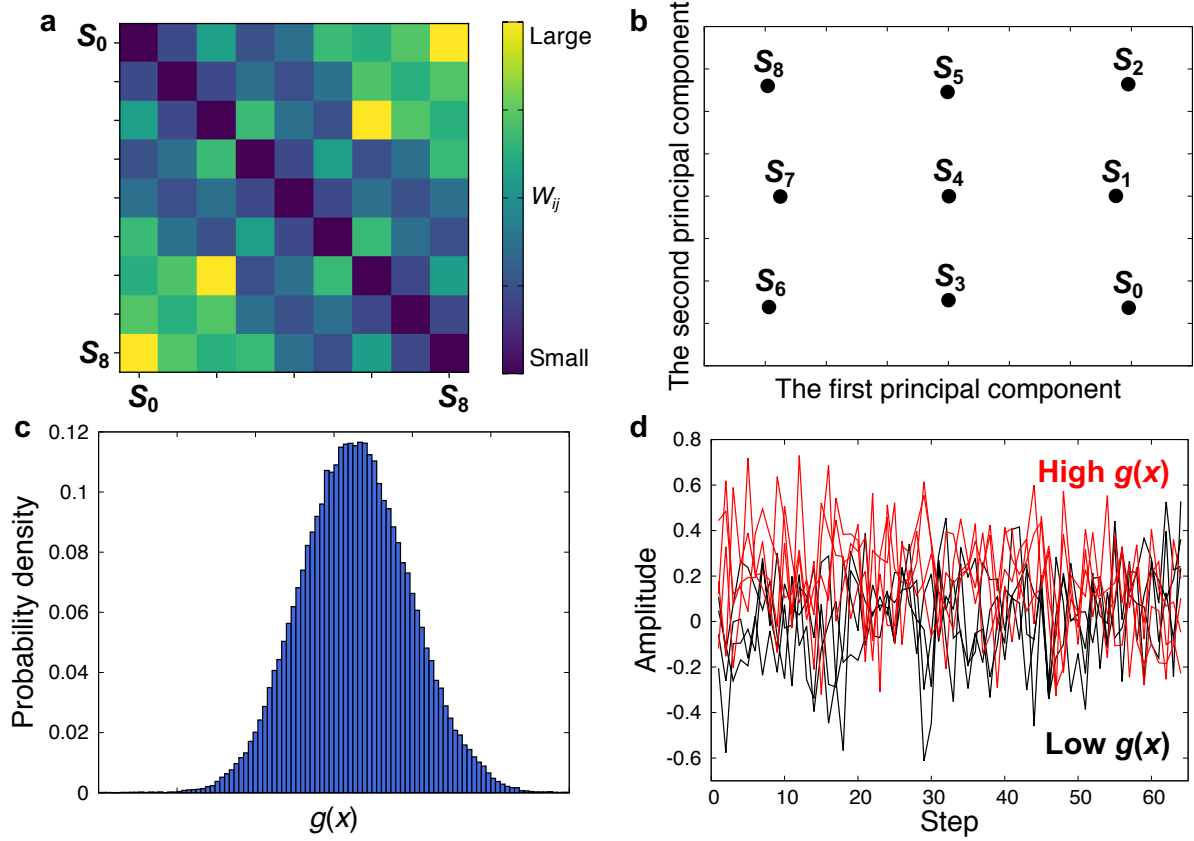 a
S0
S8
S0
S8
Large
Wij
Small
b
The second principal component
S8
S5
S2
S7
S4
S1
S6
S3
S0
The first principal component
c
Probability density
0.12
0.1
0.08
0.06
0.04
0.02
0
g(x)
d
Amplitude
0.8
0.6
0.4
0.2
0
-0.2
-0.4
-0.6
High g(x)
Low g(x)
0 10 20 30 40 50 60
Step